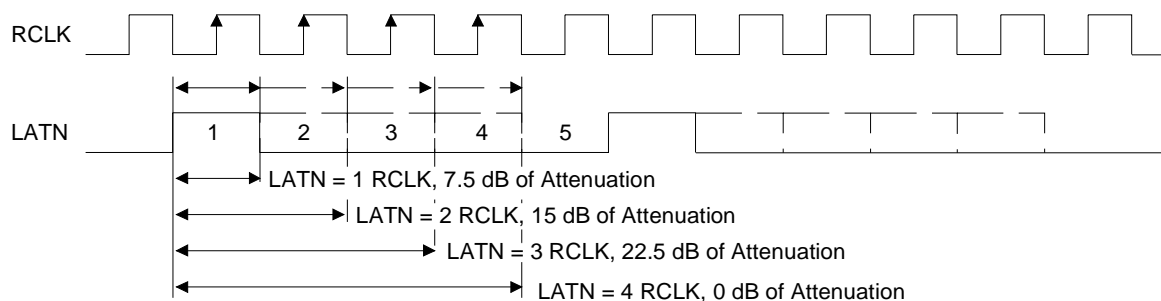 RCLK
LATN
1 2 3 4 5
LATN = 1 RCLK, 7.5 dB of Attenuation
LATN = 2 RCLK, 15 dB of Attenuation
LATN = 3 RCLK, 22.5 dB of Attenuation
LATN = 4 RCLK, 0 dB of Attenuation